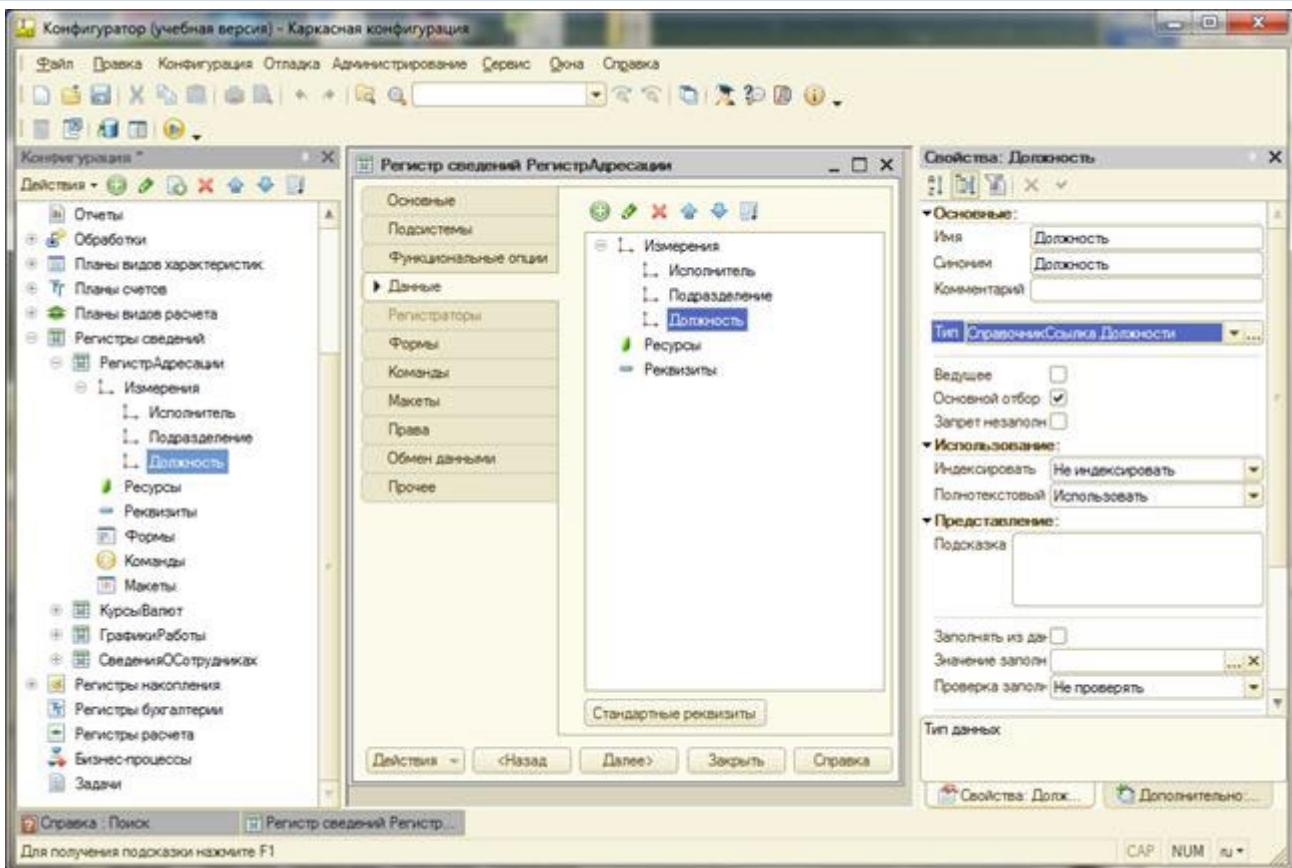 Конфигуратор (учебная версия) - Каркасная конфигурация
Файл Правка Конфигурация Отладка Администрирование Сервис Окна Справка
Конфигурация *
Действия
Отчеты
Обработки
Планы видов характеристик
Планы счетов
Планы видов расчета
Регистры сведений
РегистрАдресации
Измерения
Исполнитель
Подразделение
Должность
Ресурсы
Реквизиты
Формы
Команды
Макеты
КурсыВалют
ГрафикиРаботы
СведенияОСотрудниках
Регистры накопления
Регистры бухгалтерии
Регистры расчета
Бизнес-процессы
Задачи
Регистр сведений РегистрАдресации
Основные
Подсистемы
Функциональные опции
Данные
Регистраторы
Формы
Команды
Макеты
Права
Обмен данными
Прочее
Измерения
Исполнитель
Подразделение
Должность
Ресурсы
Реквизиты
Стандартные реквизиты
Действия <Назад Далее> Закрыть Справка
Свойства: Должность
Основные:
Имя Должность
Синоним Должность
Комментарий
Тип СправочникСсылка.Должности
Ведущее
Основной отбор
Запрет незаполн
Использование:
Индексировать Не индексировать
Полнотекстовый Использовать
Представление:
Подсказка
Заполнять из дан
Значение заполн
Проверка заполн Не проверять
Тип данных
Свойства: Долж... Дополнительно:...
Справка : Поиск Регистр сведений Регистр...
Для получения подсказки нажмите F1 CAP NUM ru